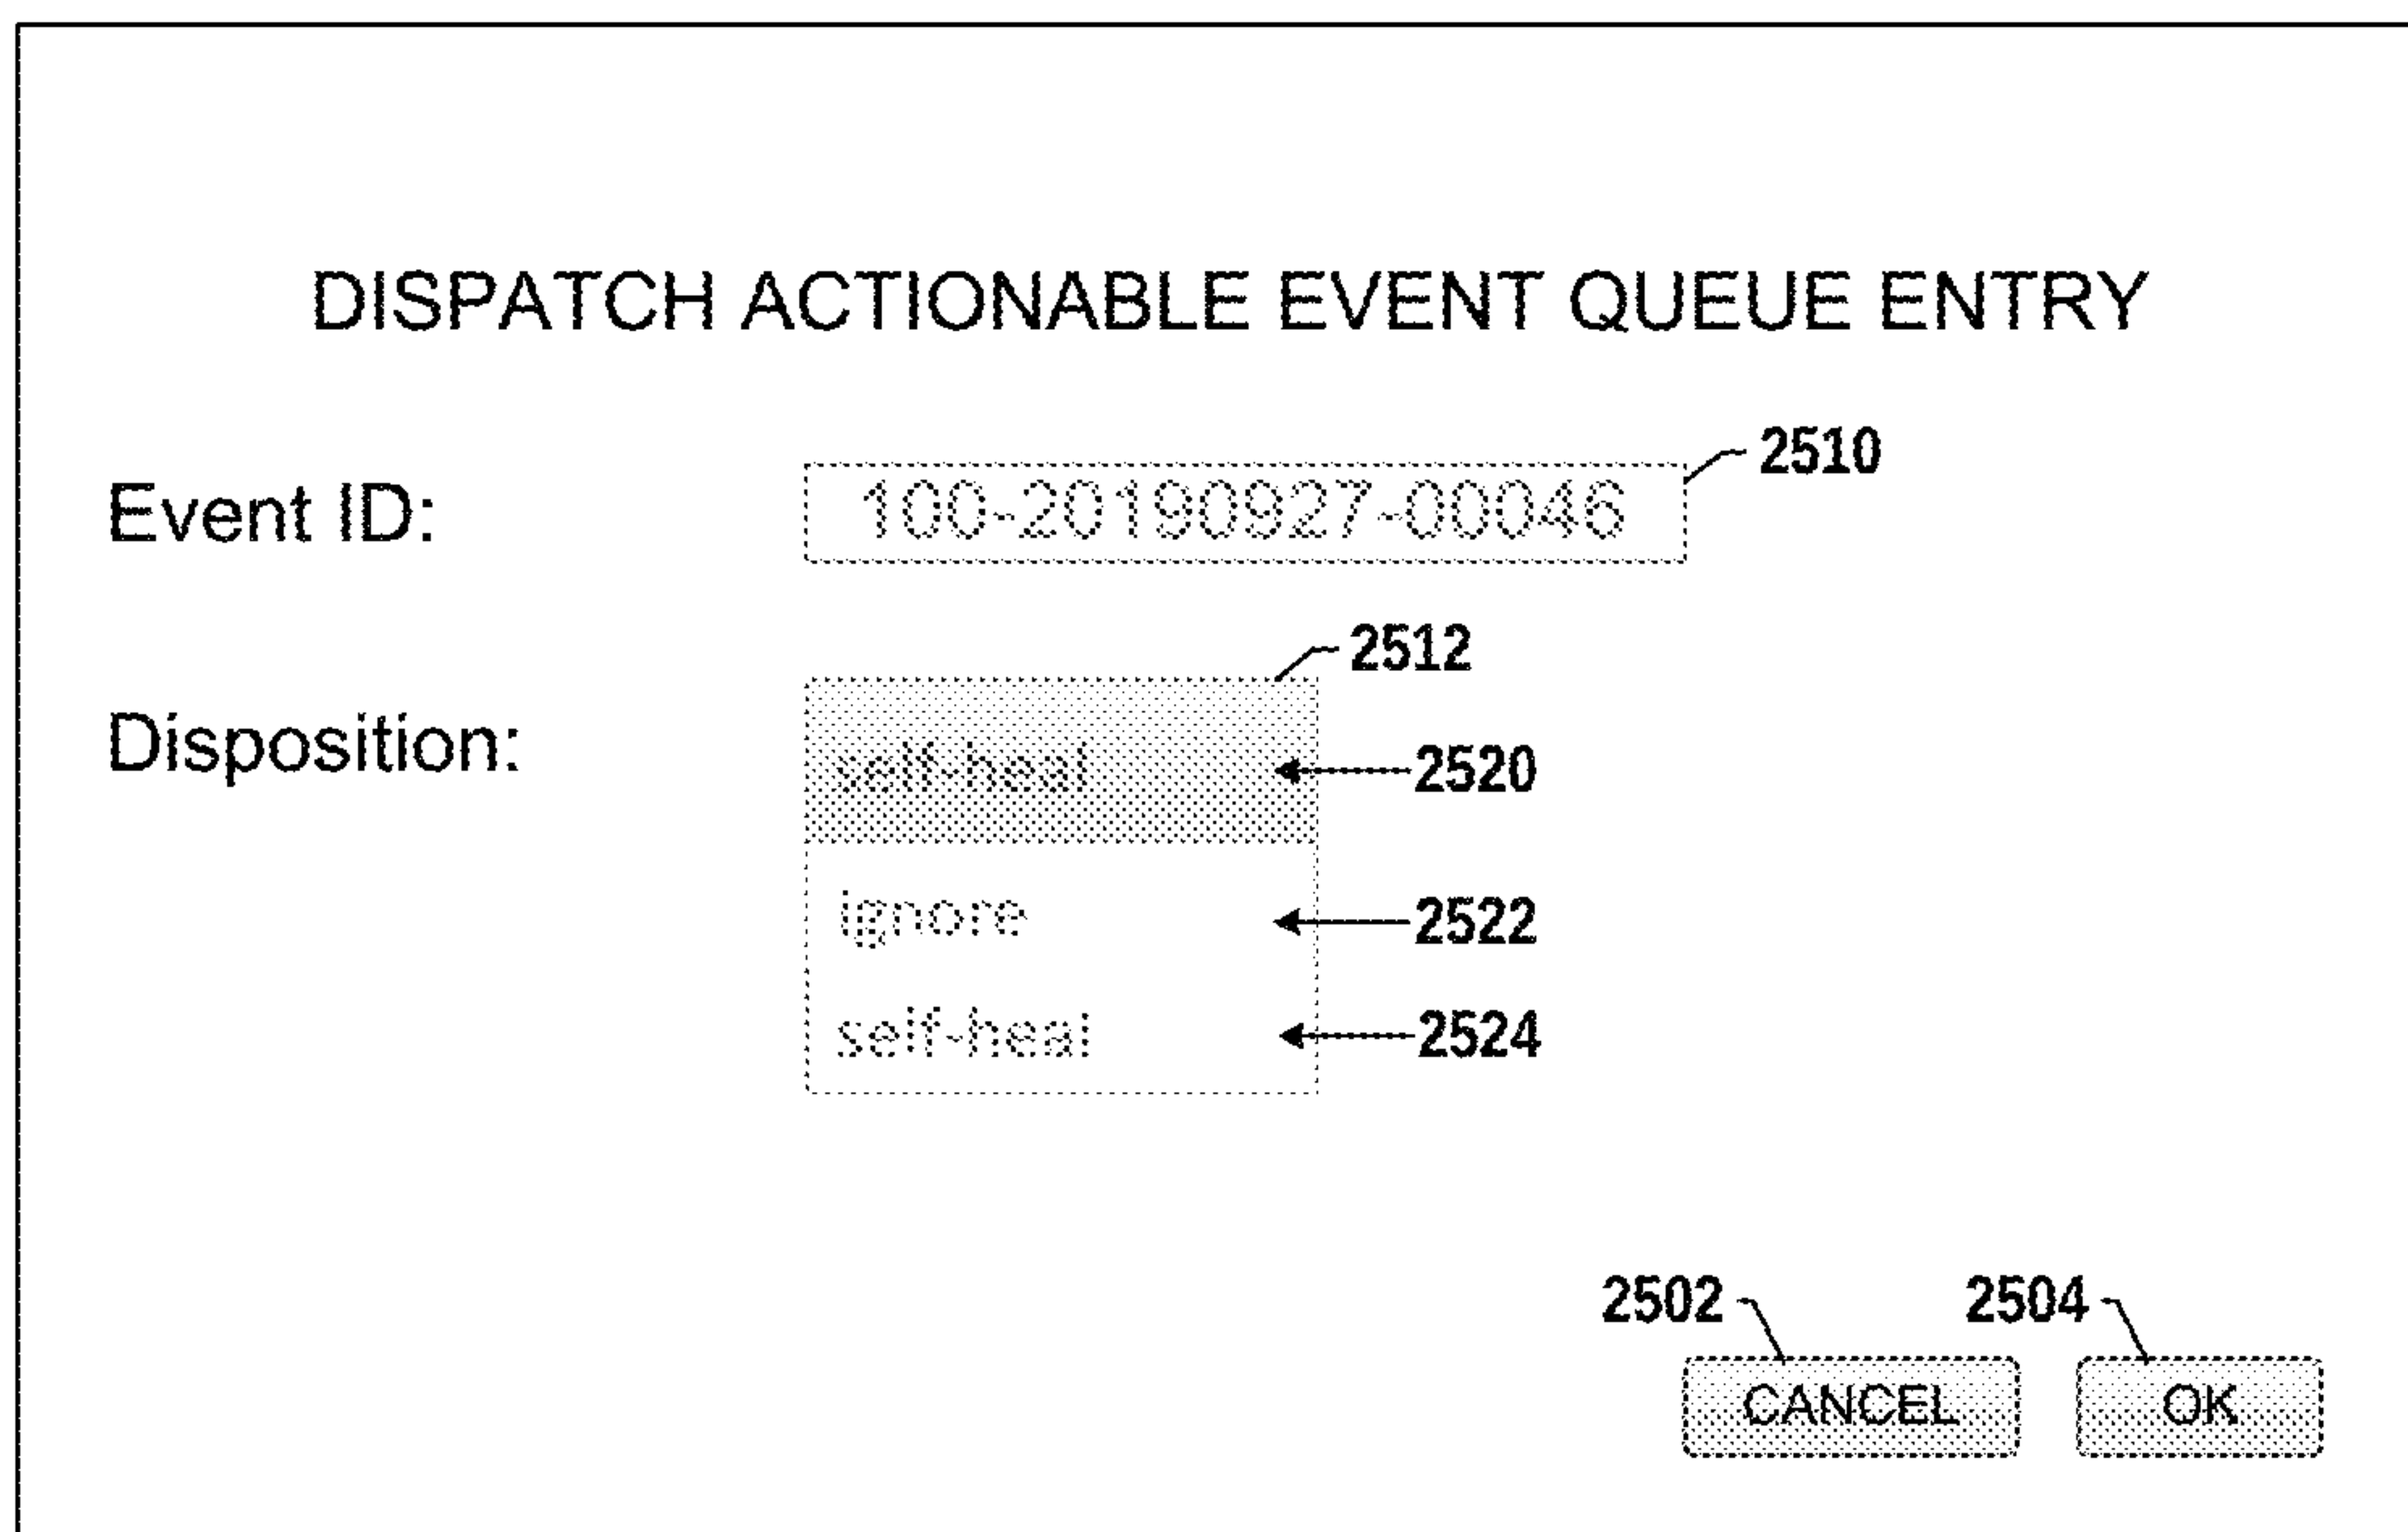 DISPATCH ACTIONABLE EVENT QUEUE ENTRY
2510
Event ID: 100-20190927-00046
2512
Disposition: self-heal 2520
ignore 2522
self-heal 2524
2502 2504
CANCEL OK